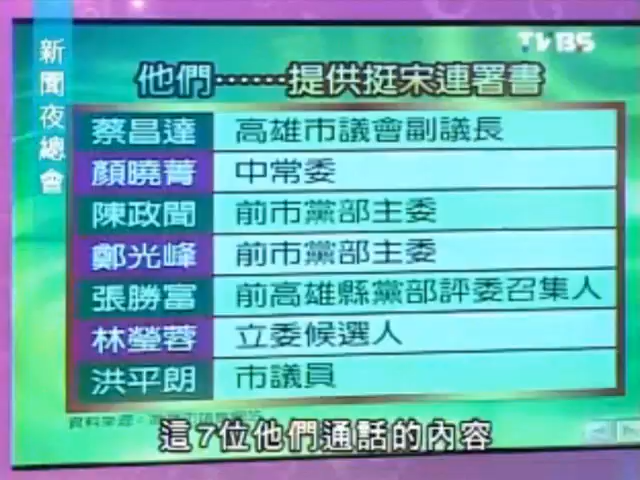 TVBS
新聞夜總會
他們……提供挺宋連署書
蔡昌達 高雄市議會副議長
顏曉菁 中常委
陳政聞 前市黨部主委
鄭光峰 前市黨部主委
張勝富 前高雄縣黨部評委召集人
林瑩蓉 立委候選人
洪平朗 市議員
資料來源：
這7位他們通話的內容